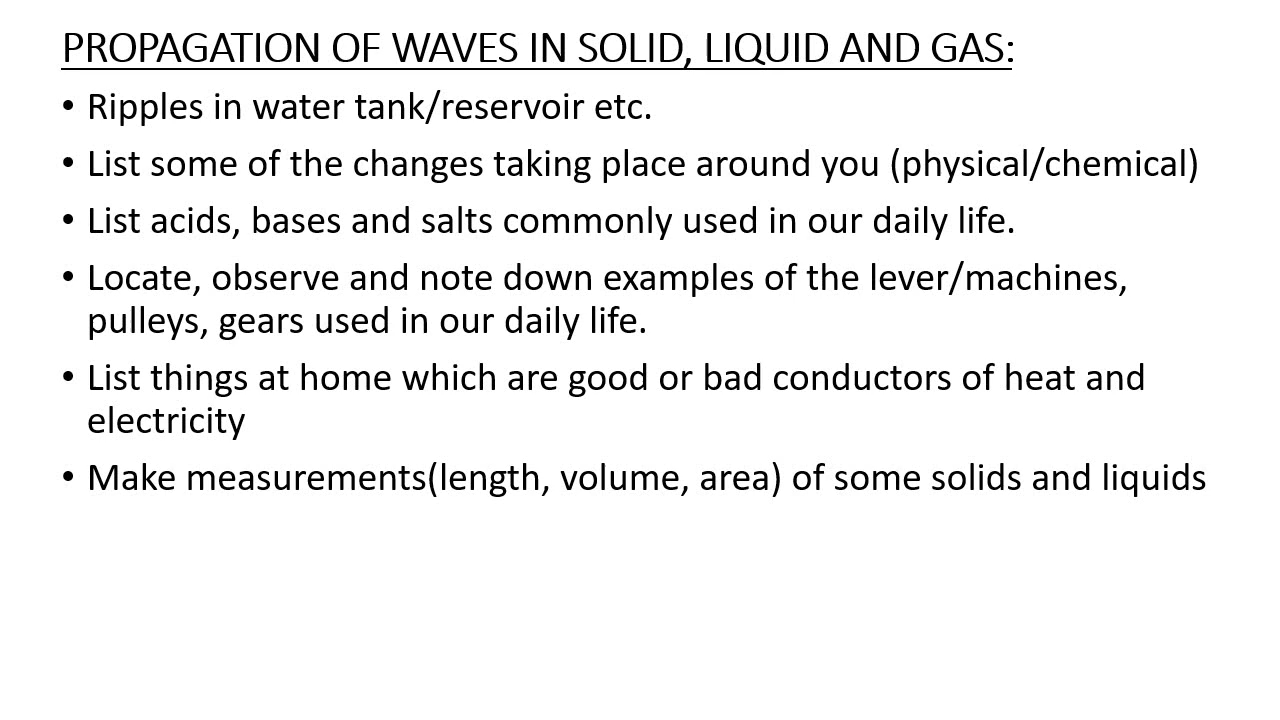 PROPAGATION OF WAVES IN SOLID, LIQUID AND GAS:
• Ripples in water tank/reservoir etc.
• List some of the changes taking place around you (physical/chemical)
• List acids, bases and salts commonly used in our daily life.
• Locate, observe and note down examples of the lever/machines,
pulleys, gears used in our daily life.
• List things at home which are good or bad conductors of heat and
electricity
• Make measurements(length, volume, area) of some solids and liquids